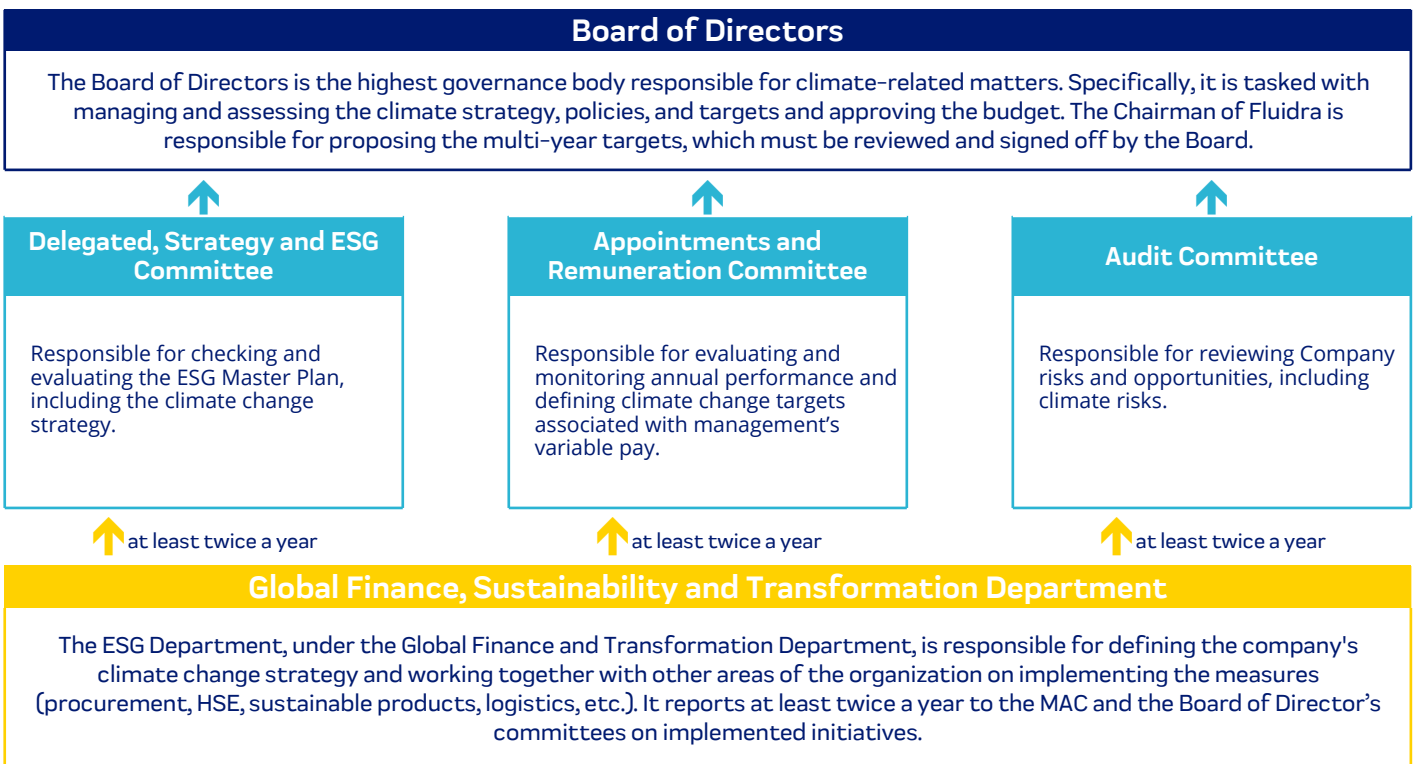 Board of Directors
The Board of Directors is the highest governance body responsible for climate-related matters. Specifically, it is tasked with
managing and assessing the climate strategy, policies, and targets and approving the budget. The Chairman of Fluidra is
responsible for proposing the multi-year targets, which must be reviewed and signed off by the Board.
Delegated, Strategy and ESG
Committee
Responsible for checking and
evaluating the ESG Master Plan,
including the climate change
strategy.
Appointments and
Remuneration Committee
Responsible for evaluating and
monitoring annual performance and
defining climate change targets
associated with management's
variable pay.
Audit Committee
Responsible for reviewing Company
risks and opportunities, including
climate risks.
at least twice a year
at least twice a year
at least twice a year
Global Finance, Sustainability and Transformation Department
The ESG Department, under the Global Finance and Transformation Department, is responsible for defining the company's
climate change strategy and working together with other areas of the organization on implementing the measures
(procurement, HSE, sustainable products, logistics, etc.). It reports at least twice a year to the MAC and the Board of Director's
committees on implemented initiatives.